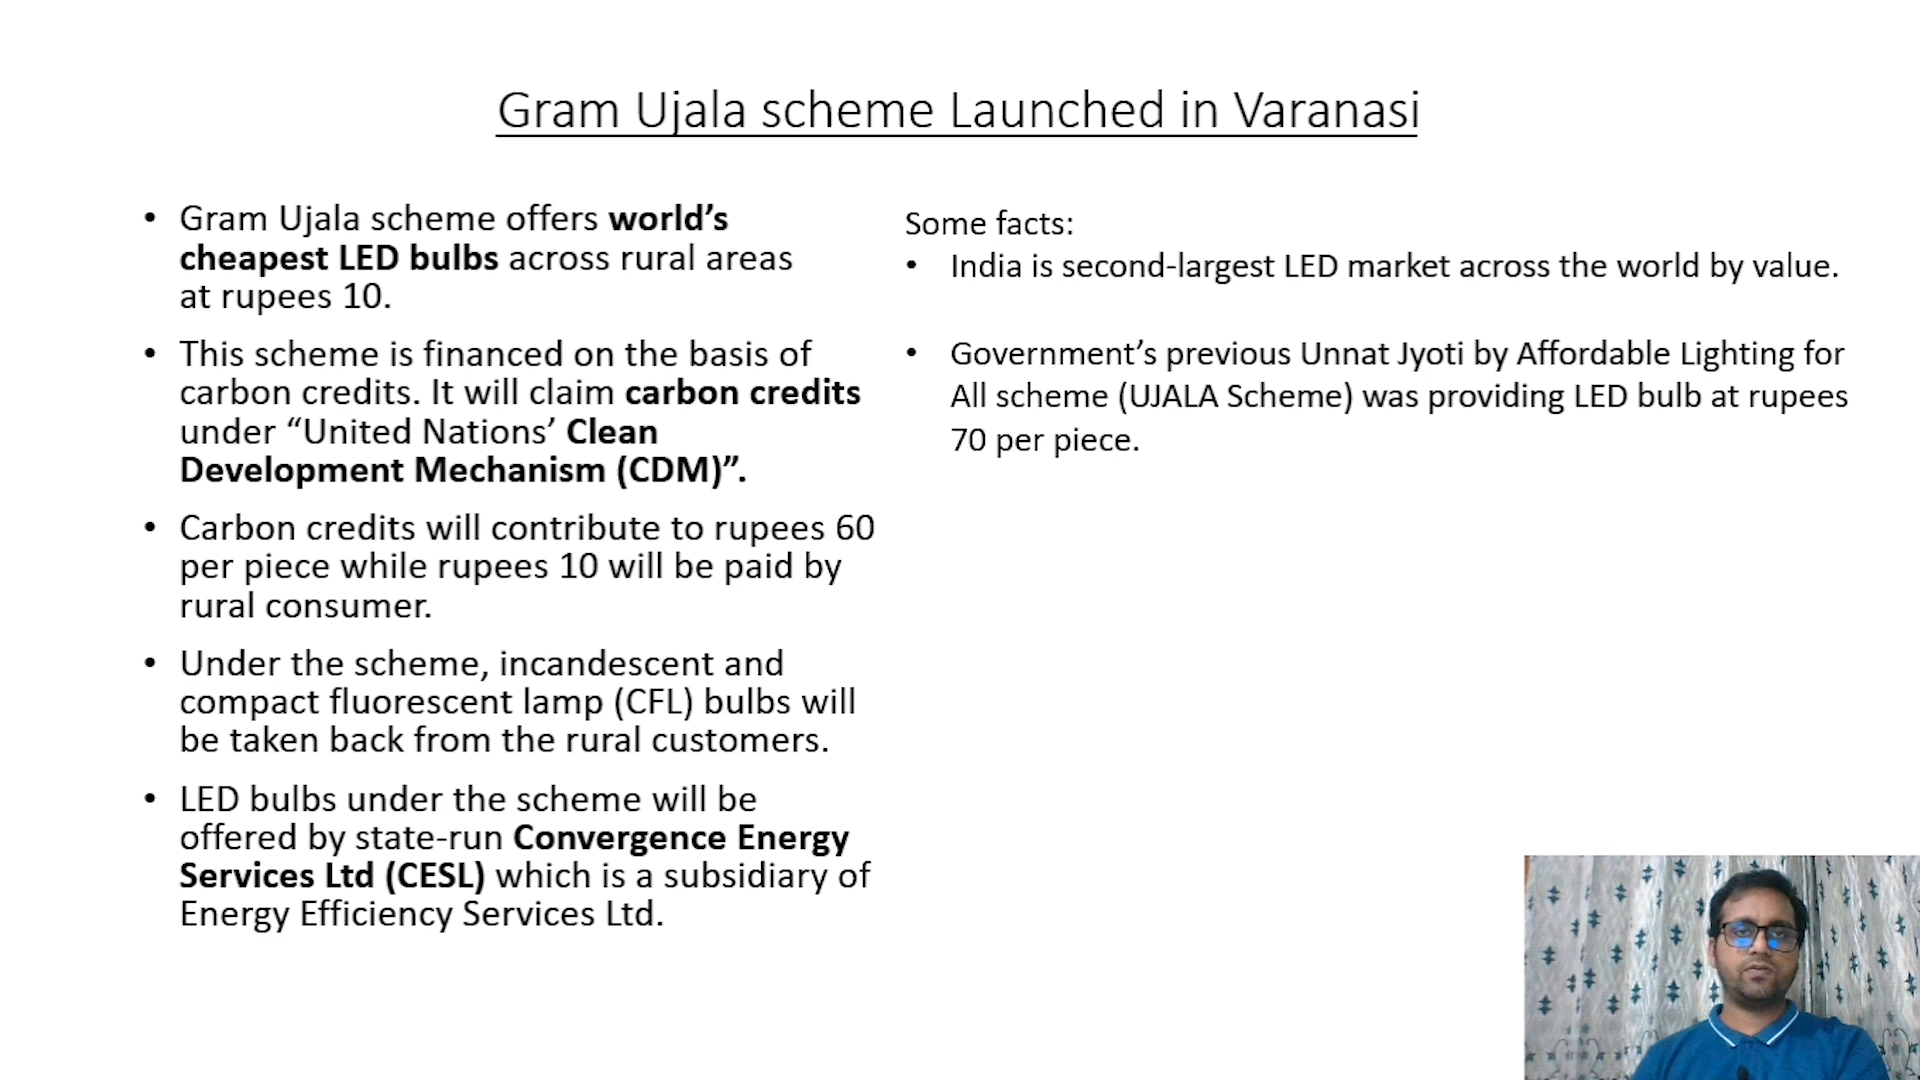 Gram Ujala scheme Launched in Varanasi
• Gram Ujala scheme offers world’s
cheapest LED bulbs across rural areas
at rupees 10.
• This scheme is financed on the basis of
carbon credits. It will claim carbon credits
under “United Nations’ Clean
Development Mechanism (CDM)”.
• Carbon credits will contribute to rupees 60
per piece while rupees 10 will be paid by
rural consumer.
• Under the scheme, incandescent and
compact fluorescent lamp (CFL) bulbs will
be taken back from the rural customers.
• LED bulbs under the scheme will be
offered by state-run Convergence Energy
Services Ltd (CESL) which is a subsidiary of
Energy Efficiency Services Ltd.
Some facts:
• India is second-largest LED market across the world by value.
• Government’s previous Unnat Jyoti by Affordable Lighting for
All scheme (UJALA Scheme) was providing LED bulb at rupees
70 per piece.